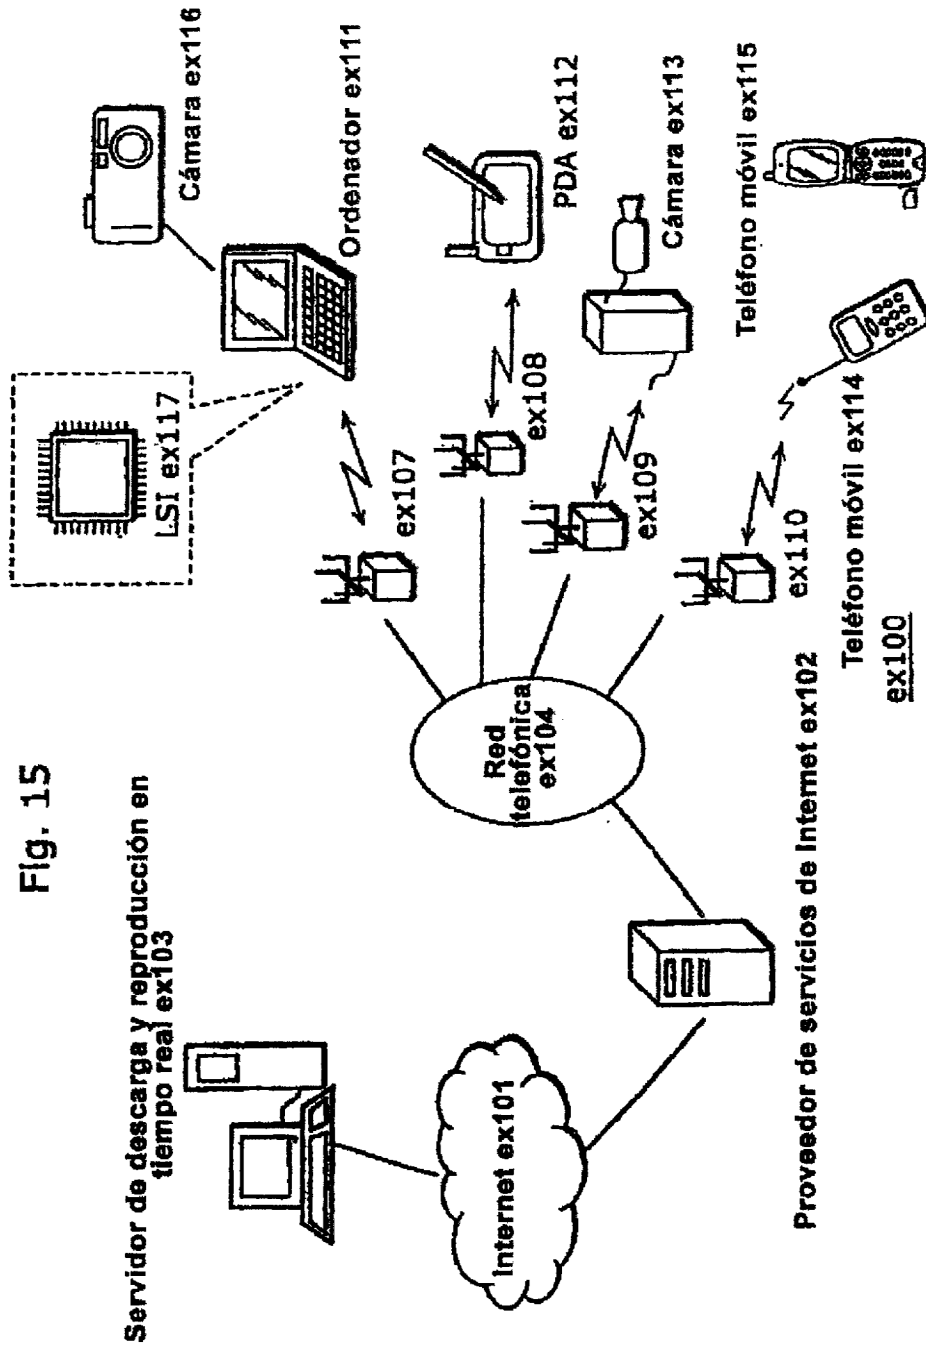 Fig. 15
Servidor de descarga y reproducción en
tiempo real ex103
Internet ex101
Proveedor de servicios de Internet ex102
Red
telefónica
ex104
LSI ex117
Cámara ex116
Ordenador ex111
ex107
PDA ex112
ex108
Cámara ex113
ex109
Teléfono móvil ex115
ex110
Teléfono móvil ex114
ex100